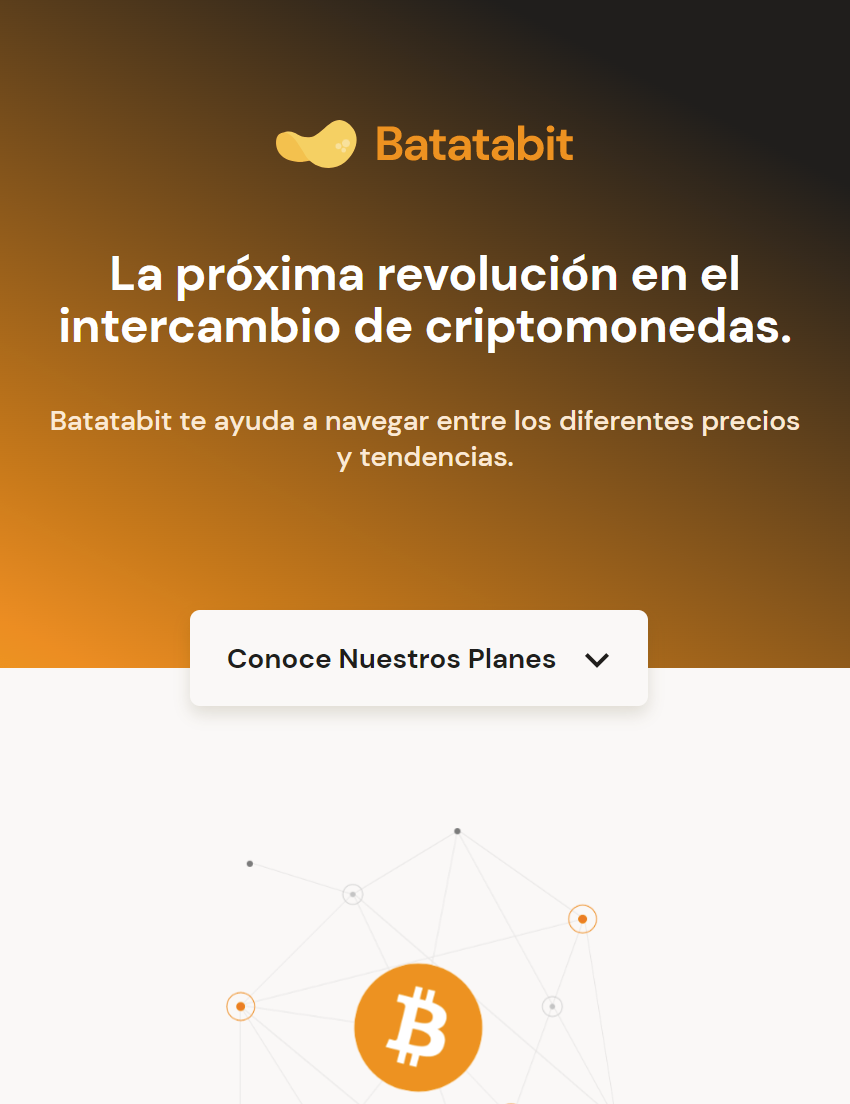 Batatabit
La próxima revolución en el
intercambio de criptomonedas.
Batatabit te ayuda a navegar entre los diferentes precios
y tendencias.
Conoce Nuestros Planes